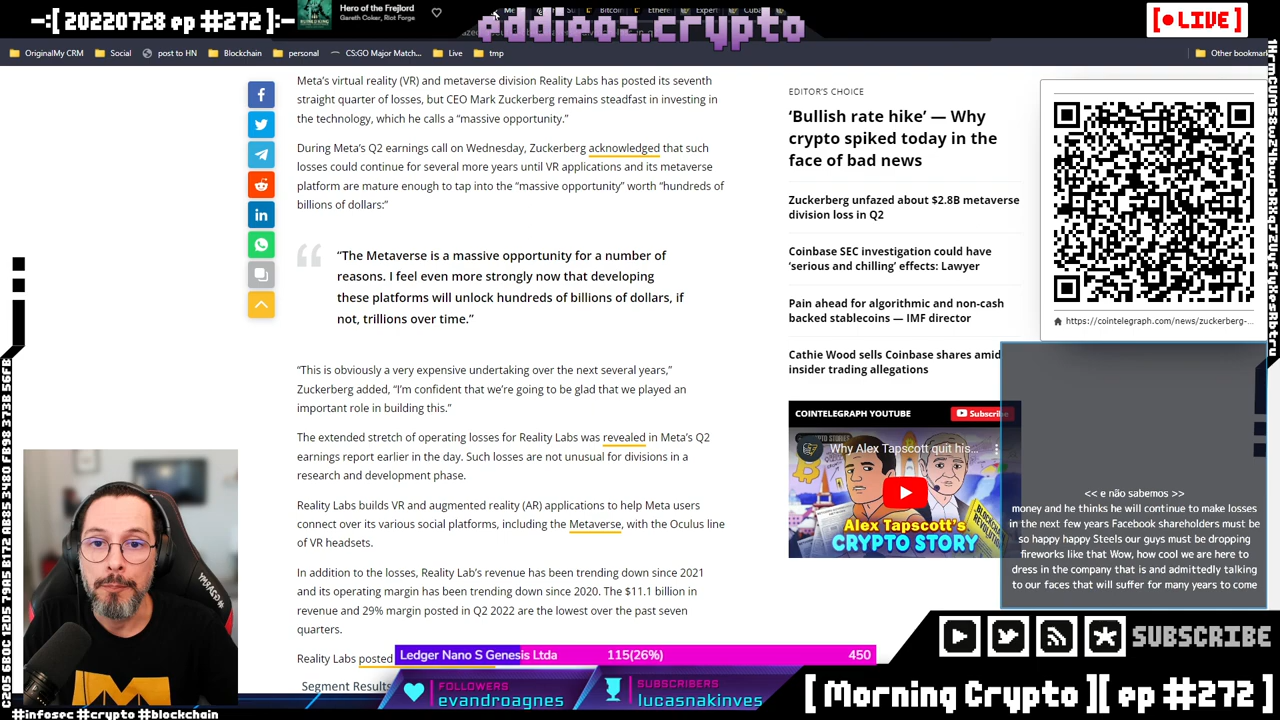 —:[ 20220728 ep #272 ]:—
Hero of the Frejlord
Gareth Coker, Riot Forge
eddieoz.crypto
[● LIVE ]
OriginalMy CRM
Social
Blockchain
post to HN
personal
CS:GO Major Match...
Live
tmp
Other bookmar
Meta's virtual reality (VR) and metaverse division Reality Labs has posted its seventh
straight quarter of losses, but CEO Mark Zuckerberg remains steadfast in investing in
the technology, which he calls a “massive opportunity.”
During Meta's Q2 earnings call on Wednesday, Zuckerberg acknowledged that such
losses could continue for several more years until VR applications and its metaverse
platform are mature enough to tap into the “massive opportunity” worth “hundreds of
billions of dollars:”
“The Metaverse is a massive opportunity for a number of
reasons. I feel even more strongly now that developing
these platforms will unlock hundreds of billions of dollars, if
not, trillions over time.”
“This is obviously a very expensive undertaking over the next several years,”
Zuckerberg added, “I'm confident that we're going to be glad that we played an
important role in building this.”
The extended stretch of operating losses for Reality Labs was revealed in Meta's Q2
earnings report earlier in the day. Such losses are not unusual for divisions in a
research and development phase.
Reality Labs builds VR and augmented reality (AR) applications to help Meta users
connect over its various social platforms, including the Metaverse, with the Oculus line
of VR headsets.
In addition to the losses, Reality Lab's revenue has been trending down since 2021
and its operating margin has been trending down since 2020. The $11.1 billion in
revenue and 29% margin posted in Q2 2022 are the lowest over the past seven
quarters.
Reality Labs posted
Segment Results
EDITOR'S CHOICE
‘Bullish rate hike’ — Why
crypto spiked today in the
face of bad news
Zuckerberg unfazed about $2.8B metaverse
division loss in Q2
Coinbase SEC investigation could have
‘serious and chilling’ effects: Lawyer
Pain ahead for algorithmic and non-cash
backed stablecoins — IMF director
Cathie Wood sells Coinbase shares amid
insider trading allegations
COINTELEGRAPH YOUTUBE
Subscribe
Why Alex Tapscott quit his...
ALEX TAPSCOTT'S
CRYPTO STORY
https://cointelegraph.com/news/zuckerberg-...
<< e não sabemos >>
money and he thinks he will continue to make losses
in the next few years Facebook shareholders must be
so happy happy Steels our guys must be dropping
fireworks like that Wow, how cool we are here to
dress in the company that is and admittedly talking
to our faces that will suffer for many years to come
Ledger Nano S Genesis Ltda
115(26%)
450
FOLLOWERS
evandroagnes
SUBSCRIBERS
lucasnakinves
SUBSCRIBE
[ Morning Crypto ][ ep #272 ]
#infosec #crypto #blockchain